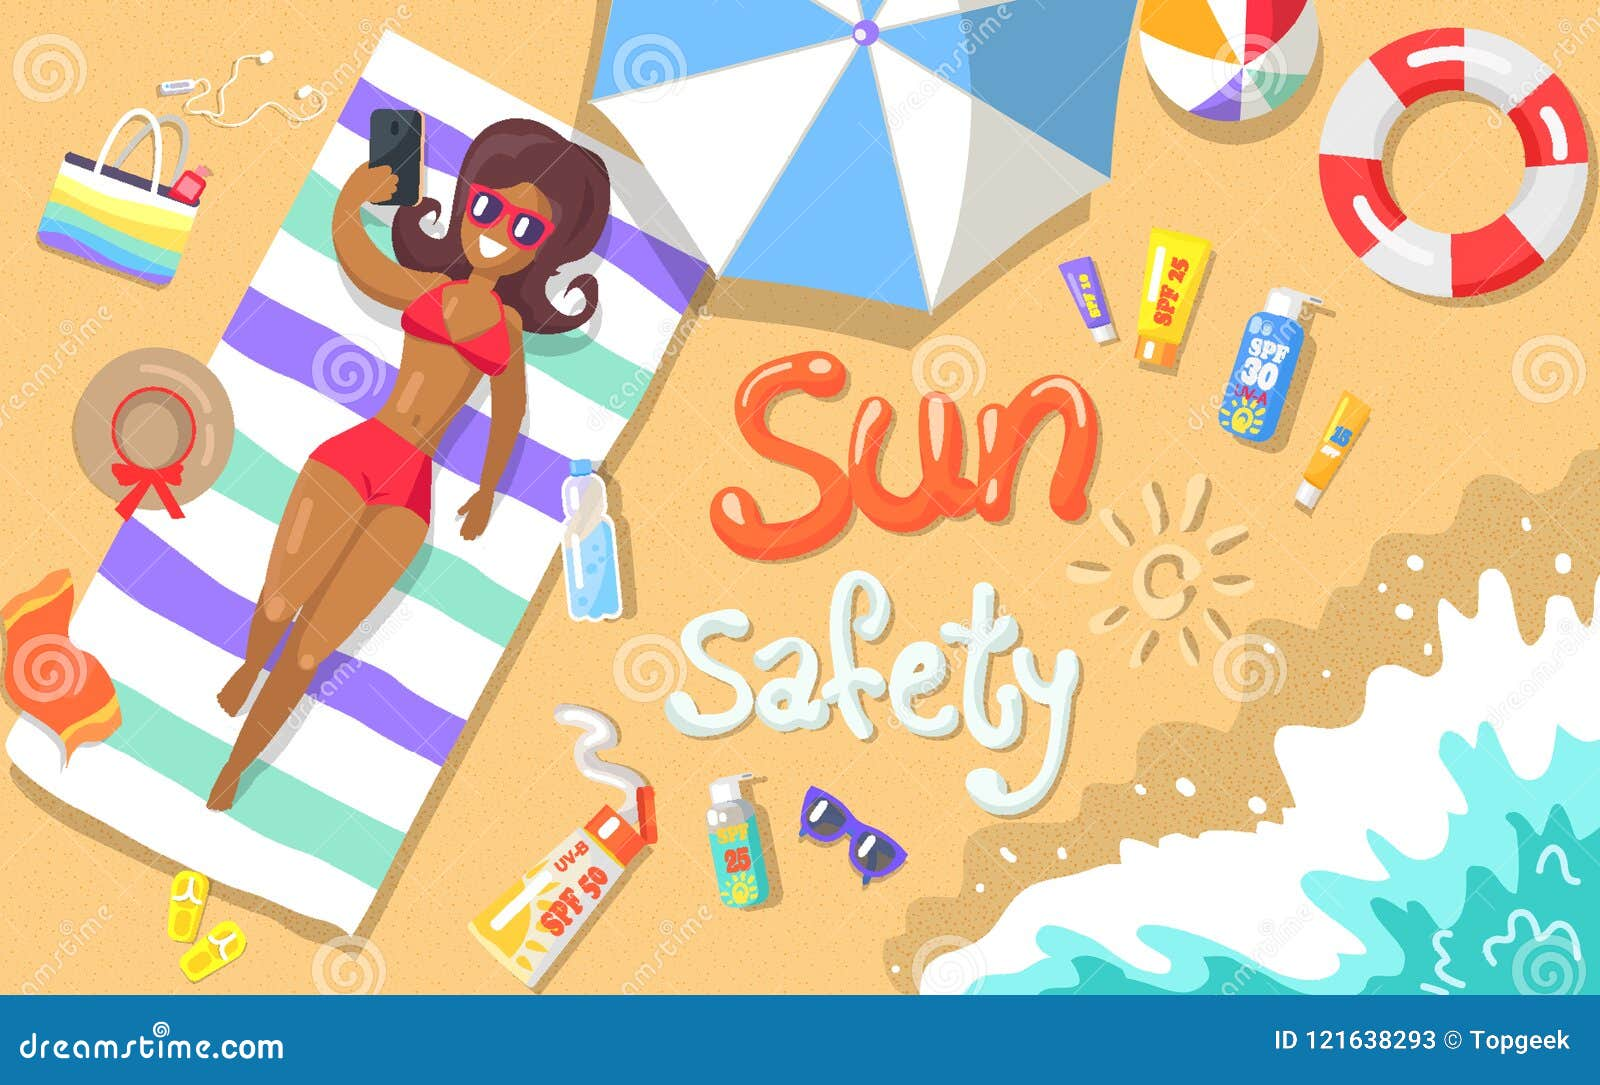 SPF 10
SPF 25
SPF
30
UV-A
15
SPF
Sun
Safety
UV-B
SPF 50
SPF
25
dreamstime.com
ID 121638293 © Topgeek